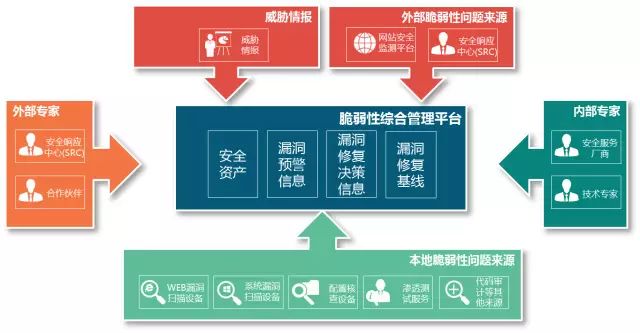 威胁情报
威胁
情报
外部脆弱性问题来源
网站安全
监测平台
安全响应
中心(SRC)
外部专家
安全响应
中心(SRC)
合作伙伴
脆弱性综合管理平台
安全
资产
漏洞
预警
信息
漏洞
修复
决策
信息
漏洞
修复
基线
内部专家
安全服务
厂商
技术专家
本地脆弱性问题来源
WEB漏洞
扫描设备
系统漏洞
扫描设备
配置核
查设备
渗透测
试服务
代码审
计等其
他来源